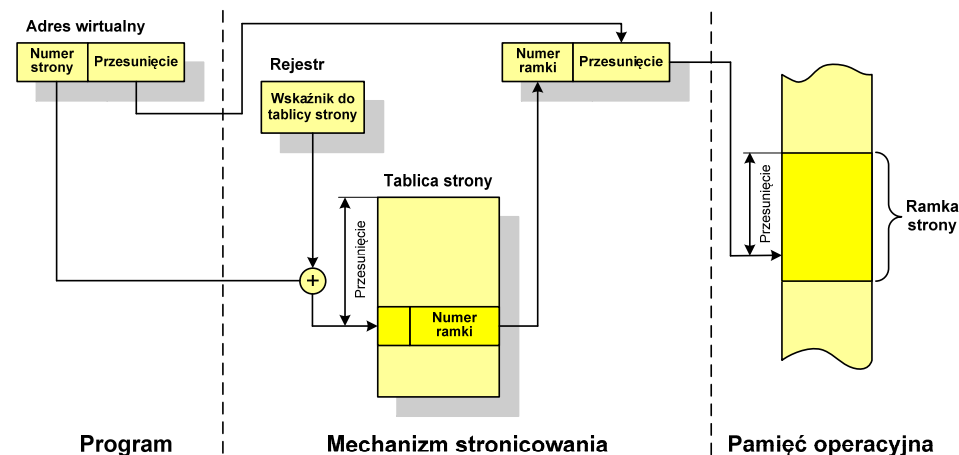 Adres wirtualny
Numer
strony
Przesunięcie
Rejestr
Wskaźnik do
tablicy strony
Numer
ramki
Przesunięcie
Tablica strony
Przesunięcie
+
Numer
ramki
Przesunięcie
Ramka
strony
Program
Mechanizm stronicowania
Pamięć operacyjna